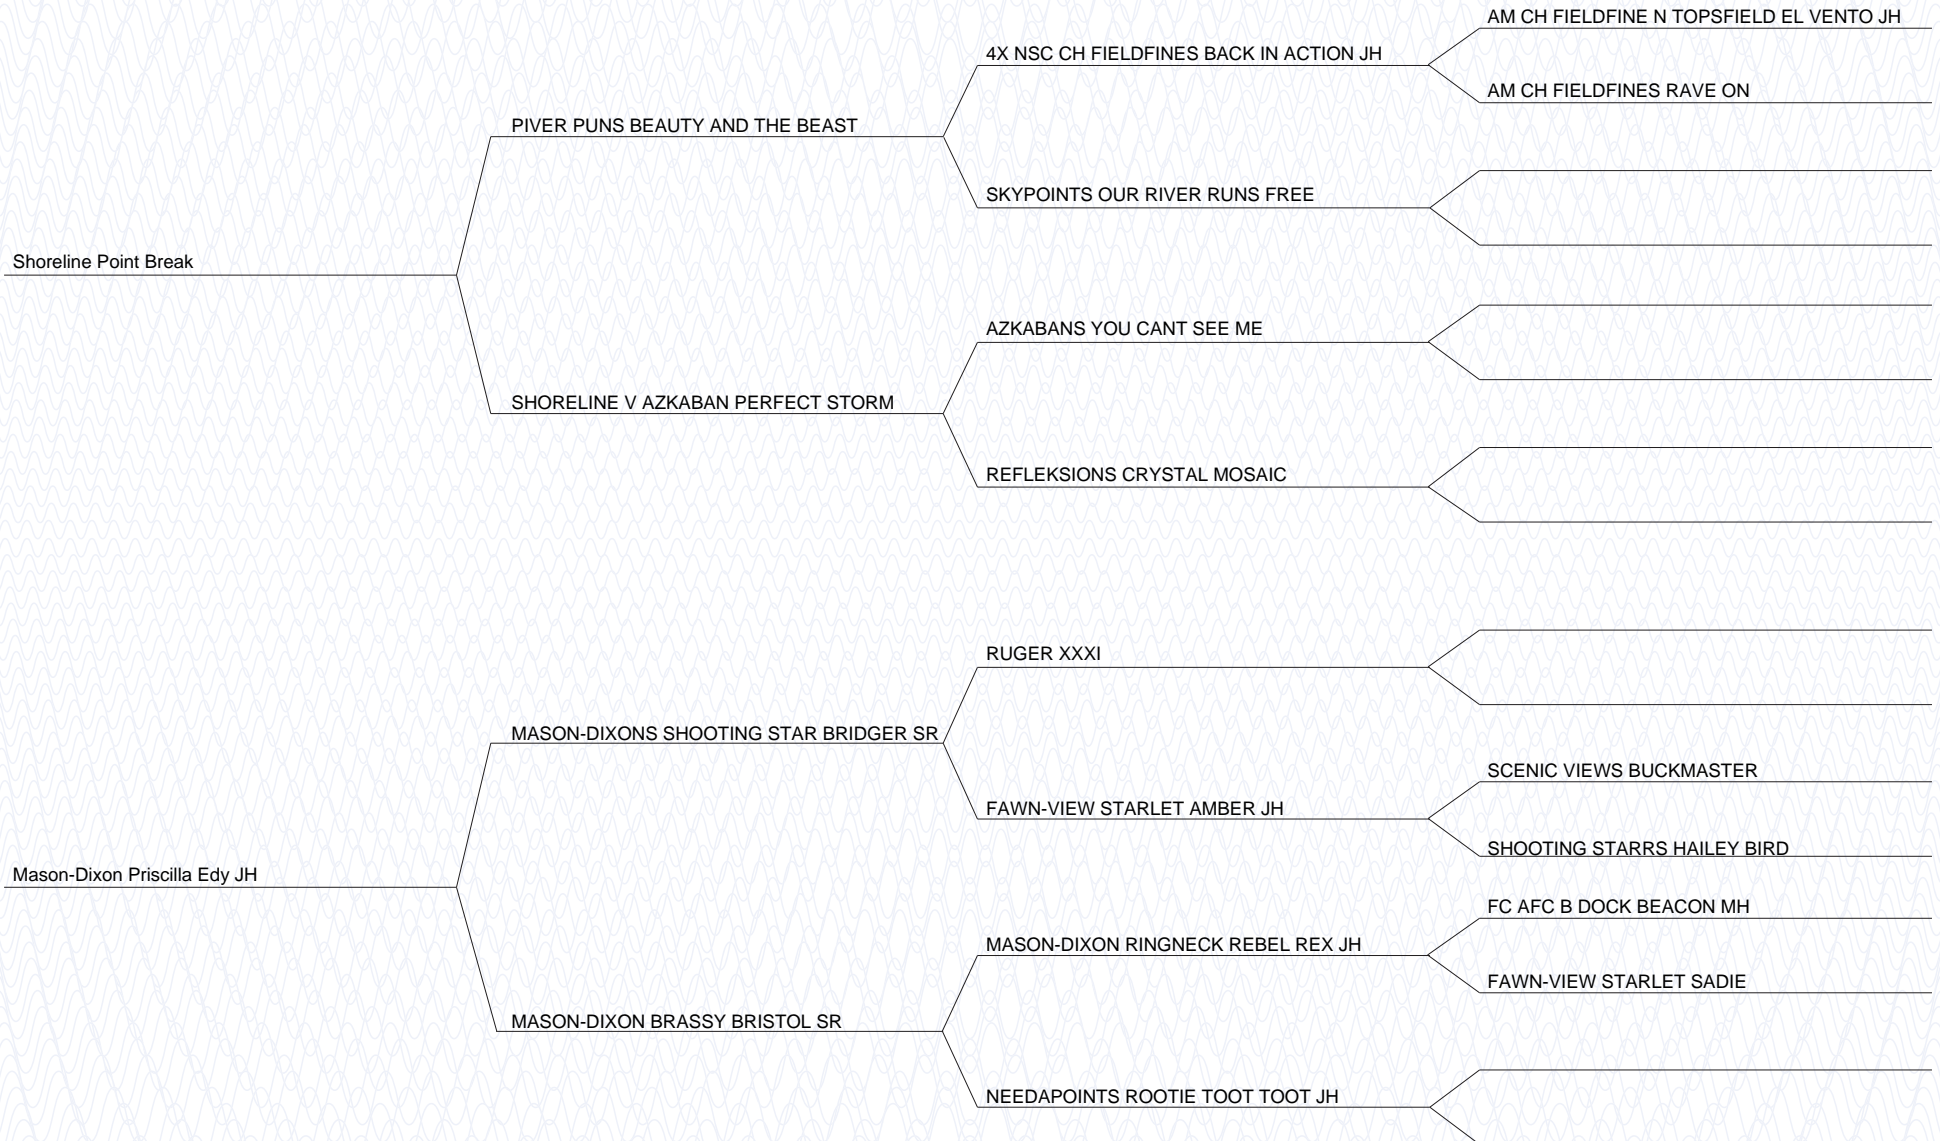 AM CH FIELDFINE N TOPSFIELD EL VENTO JH
4X NSC CH FIELDFINES BACK IN ACTION JH
AM CH FIELDFINES RAVE ON
PIVER PUNS BEAUTY AND THE BEAST
SKYPOINTS OUR RIVER RUNS FREE
Shoreline Point Break
AZKABANS YOU CANT SEE ME
SHORELINE V AZKABAN PERFECT STORM
REFLEKSIONS CRYSTAL MOSAIC
RUGER XXXI
MASON-DIXONS SHOOTING STAR BRIDGER SR
SCENIC VIEWS BUCKMASTER
FAWN-VIEW STARLET AMBER JH
SHOOTING STARRS HAILEY BIRD
Mason-Dixon Priscilla Edy JH
FC AFC B DOCK BEACON MH
MASON-DIXON RINGNECK REBEL REX JH
FAWN-VIEW STARLET SADIE
MASON-DIXON BRASSY BRISTOL SR
NEEDAPOINTS ROOTIE TOOT TOOT JH